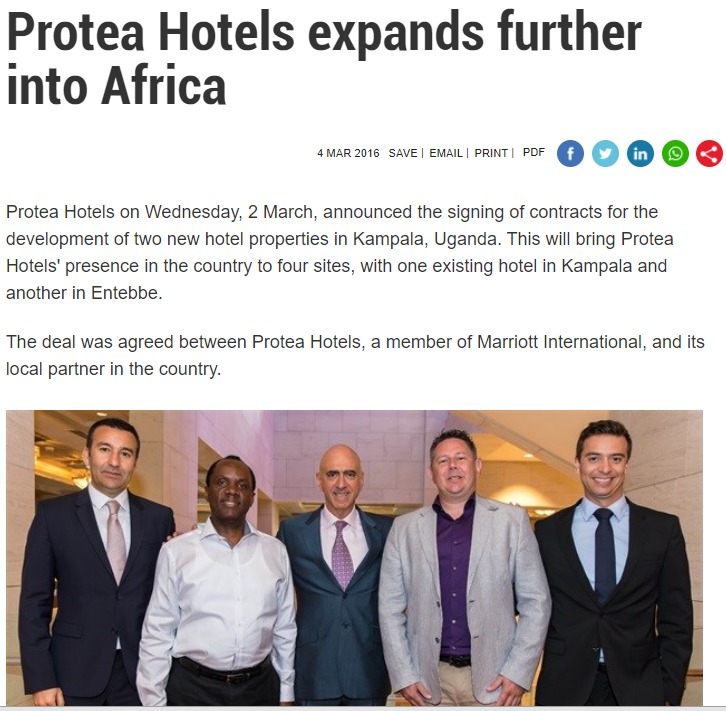 Protea Hotels expands further
into Africa
4 MAR 2016 SAVE | EMAIL | PRINT | PDF
Protea Hotels on Wednesday, 2 March, announced the signing of contracts for the
development of two new hotel properties in Kampala, Uganda. This will bring Protea
Hotels' presence in the country to four sites, with one existing hotel in Kampala and
another in Entebbe.
The deal was agreed between Protea Hotels, a member of Marriott International, and its
local partner in the country.